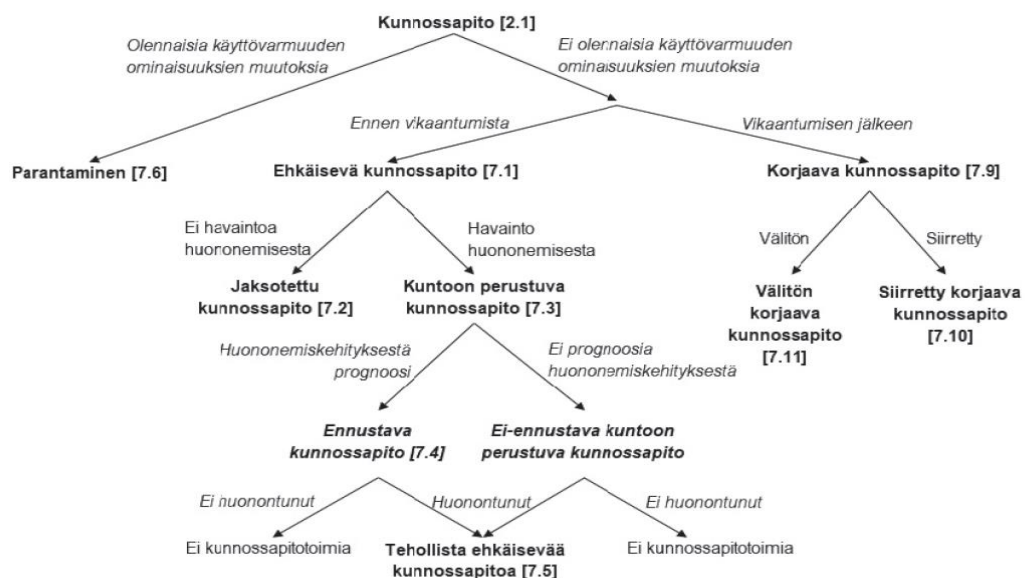 Kunnossapito [2.1]
Olennaisia käyttövarmuuden
ominaisuuksien muutoksia
Ei olennaisia käyttövarmuuden
ominaisuuksien muutoksia
Ennen vikaantumista
Vikaantumisen jälkeen
Parantaminen [7.6]
Ehkäisevä kunnossapito [7.1]
Korjaava kunnossapito [7.9]
Ei havaintoa
huononemisesta
Havainto
huononemisesta
Välitön
Siirretty
Jaksotettu
kunnossapito [7.2]
Kuntoon perustuva
kunnossapito [7.3]
Välitön
korjaava
kunnossapito
[7.11]
Siirretty korjaava
kunnossapito
[7.10]
Huononemiskehityksestä
prognoosi
Ei prognoosia
huononemiskehityksestä
Ennustava
kunnossapito [7.4]
Ei-ennustava kuntoon
perustuva kunnossapito
Ei huonontunut
Huonontunut
Ei huonontunut
Ei kunnossapitotoimia
Tehollista ehkäisevää
kunnossapitoa [7.5]
Ei kunnossapitotoimia